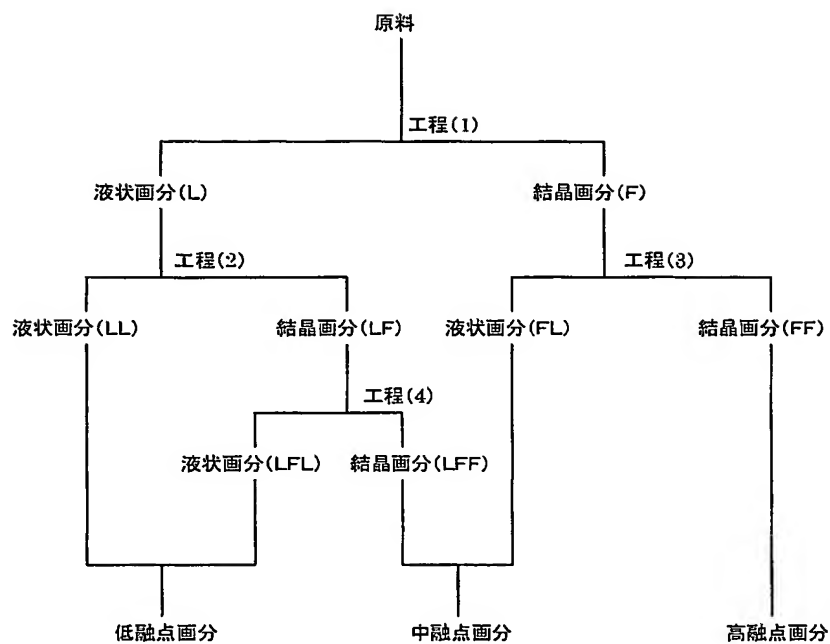 原料
工程(1)
液状画分(L)
結晶画分(F)
工程(2)
工程(3)
液状画分(LL)
結晶画分(LF)
液状画分(FL)
結晶画分(FF)
工程(4)
液状画分(LFL)
結晶画分(LFF)
低融点画分
中融点画分
高融点画分